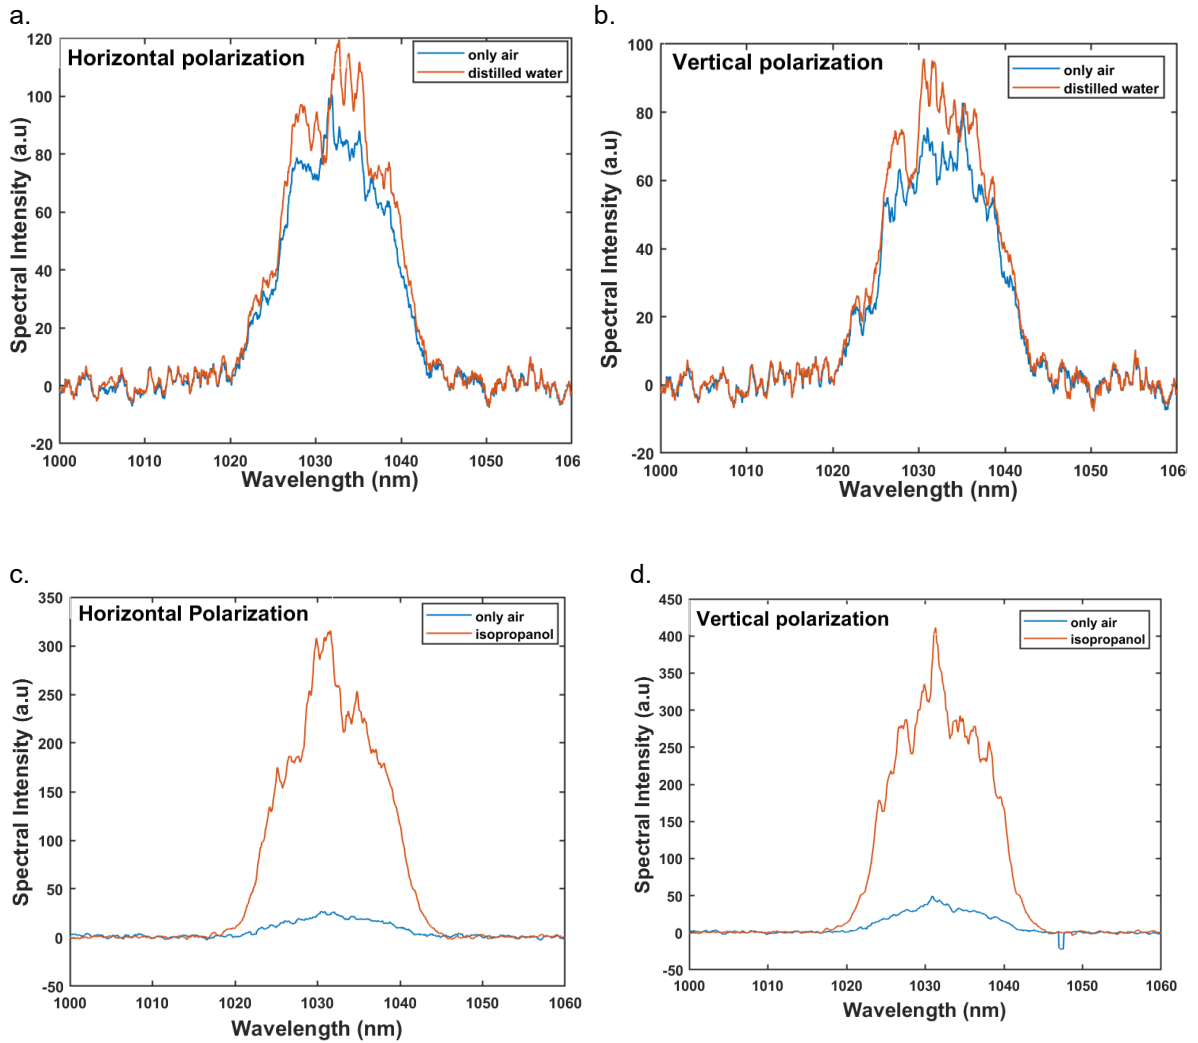 a.
Horizontal polarization
only air
distilled water
120
100
80
60
40
20
0
-20
Spectral Intensity (a.u)
1000 1010 1020 1030 1040 1050 106
Wavelength (nm)
b.
Vertical polarization
only air
distilled water
100
80
60
40
20
0
-20
Spectral Intensity (a.u)
1000 1010 1020 1030 1040 1050 106
Wavelength (nm)
c.
Horizontal Polarization
only air
isopropanol
350
300
250
200
150
100
50
0
-50
Spectral Intensity (a.u)
1000 1010 1020 1030 1040 1050 1060
Wavelength (nm)
d.
Vertical polarization
only air
isopropanol
450
400
350
300
250
200
150
100
50
0
-50
Spectral Intensity (a.u)
1000 1010 1020 1030 1040 1050 1060
Wavelength (nm)